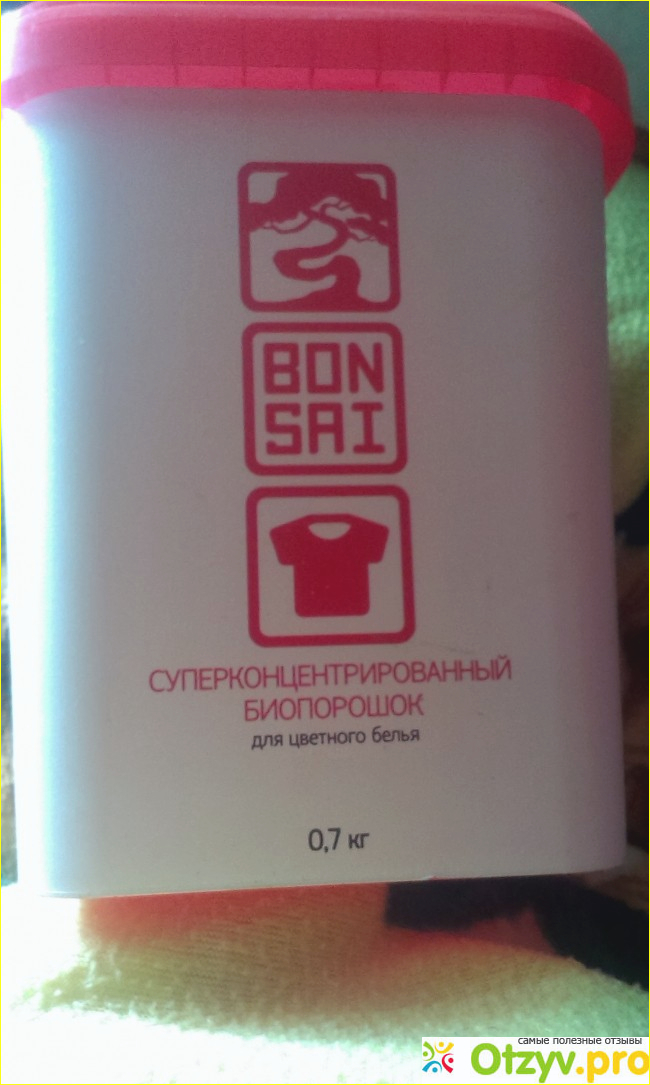 BON
SAI
СУПЕРКОНЦЕНТРИРОВАННЫЙ
БИОПОРОШОК
для цветного белья
0,7 кг
самые полезные отзывы
Otzyv.pro